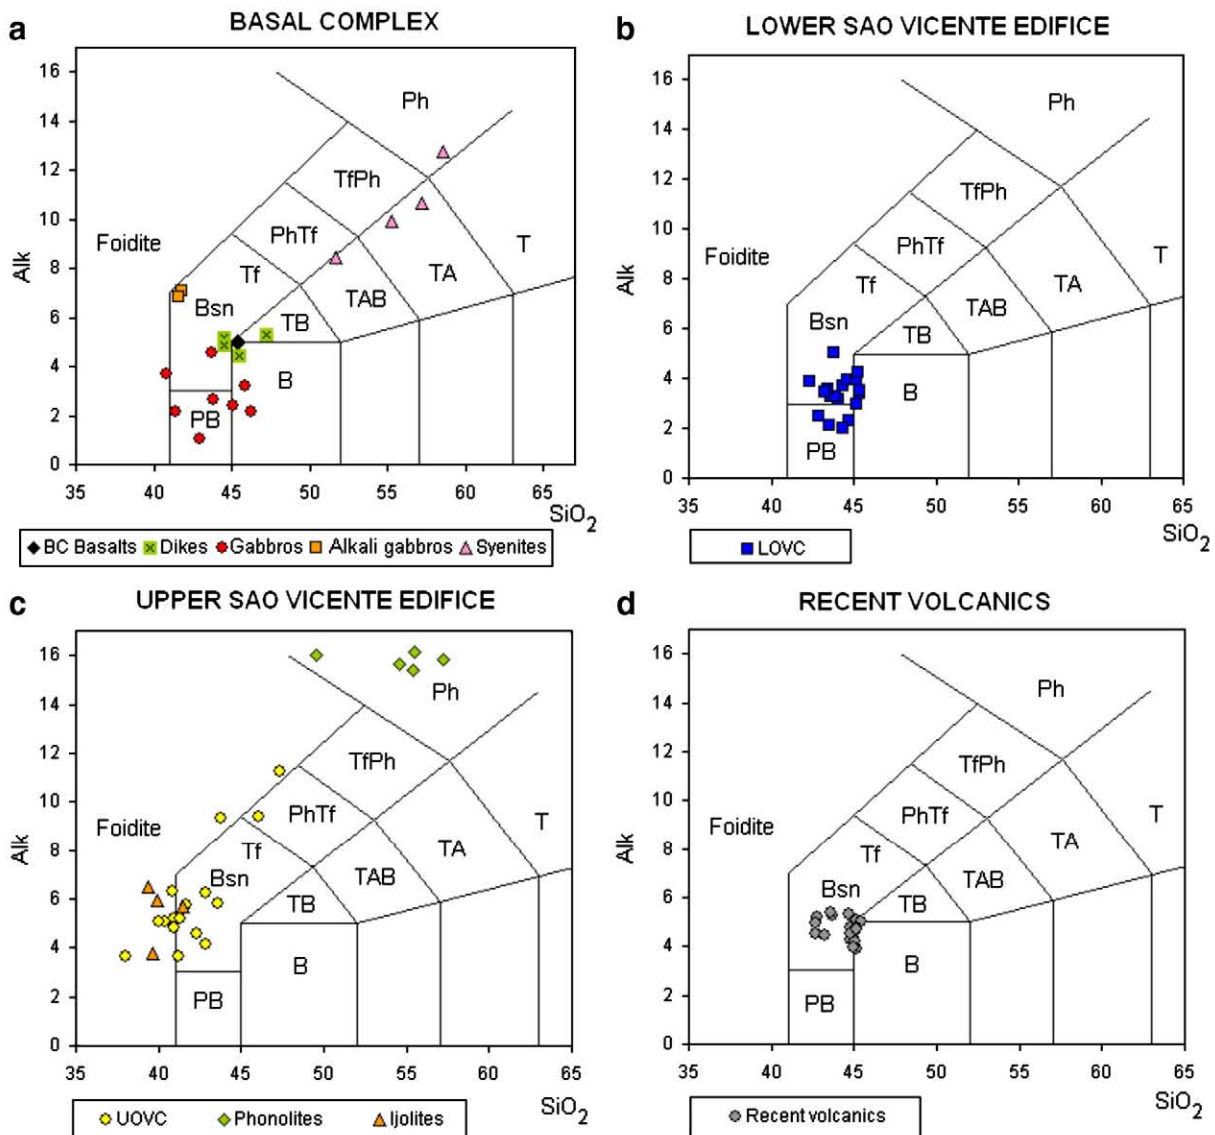 a BASAL COMPLEX
16
14
12
10
8
6
4
2
0
Alk
Ph
TfPh
PhTf
Foidite
Tf
T
TA
TAB
Bsn
TB
B
PB
35 40 45 50 55 60 65
SiO2
BC Basalts Dikes Gabbros Alkali gabbros Syenites
b LOWER SAO VICENTE EDIFICE
16
14
12
10
8
6
4
2
0
Alk
Ph
TfPh
PhTf
Foidite
T
Tf
TA
TAB
Bsn
TB
B
PB
35 40 45 50 55 60 65
SiO2
LOVC
c UPPER SAO VICENTE EDIFICE
16
14
12
10
8
6
4
2
0
Alk
Ph
TfPh
PhTf
Foidite
T
Tf
TA
Bsn
TAB
TB
B
PB
35 40 45 50 55 60 65
SiO2
UOVC Phonolites Ijolites
d RECENT VOLCANICS
16
14
12
10
8
6
4
2
0
Alk
Ph
TfPh
PhTf
Foidite
T
Tf
TA
Bsn
TAB
TB
B
PB
35 40 45 50 55 60 65
SiO2
Recent volcanics